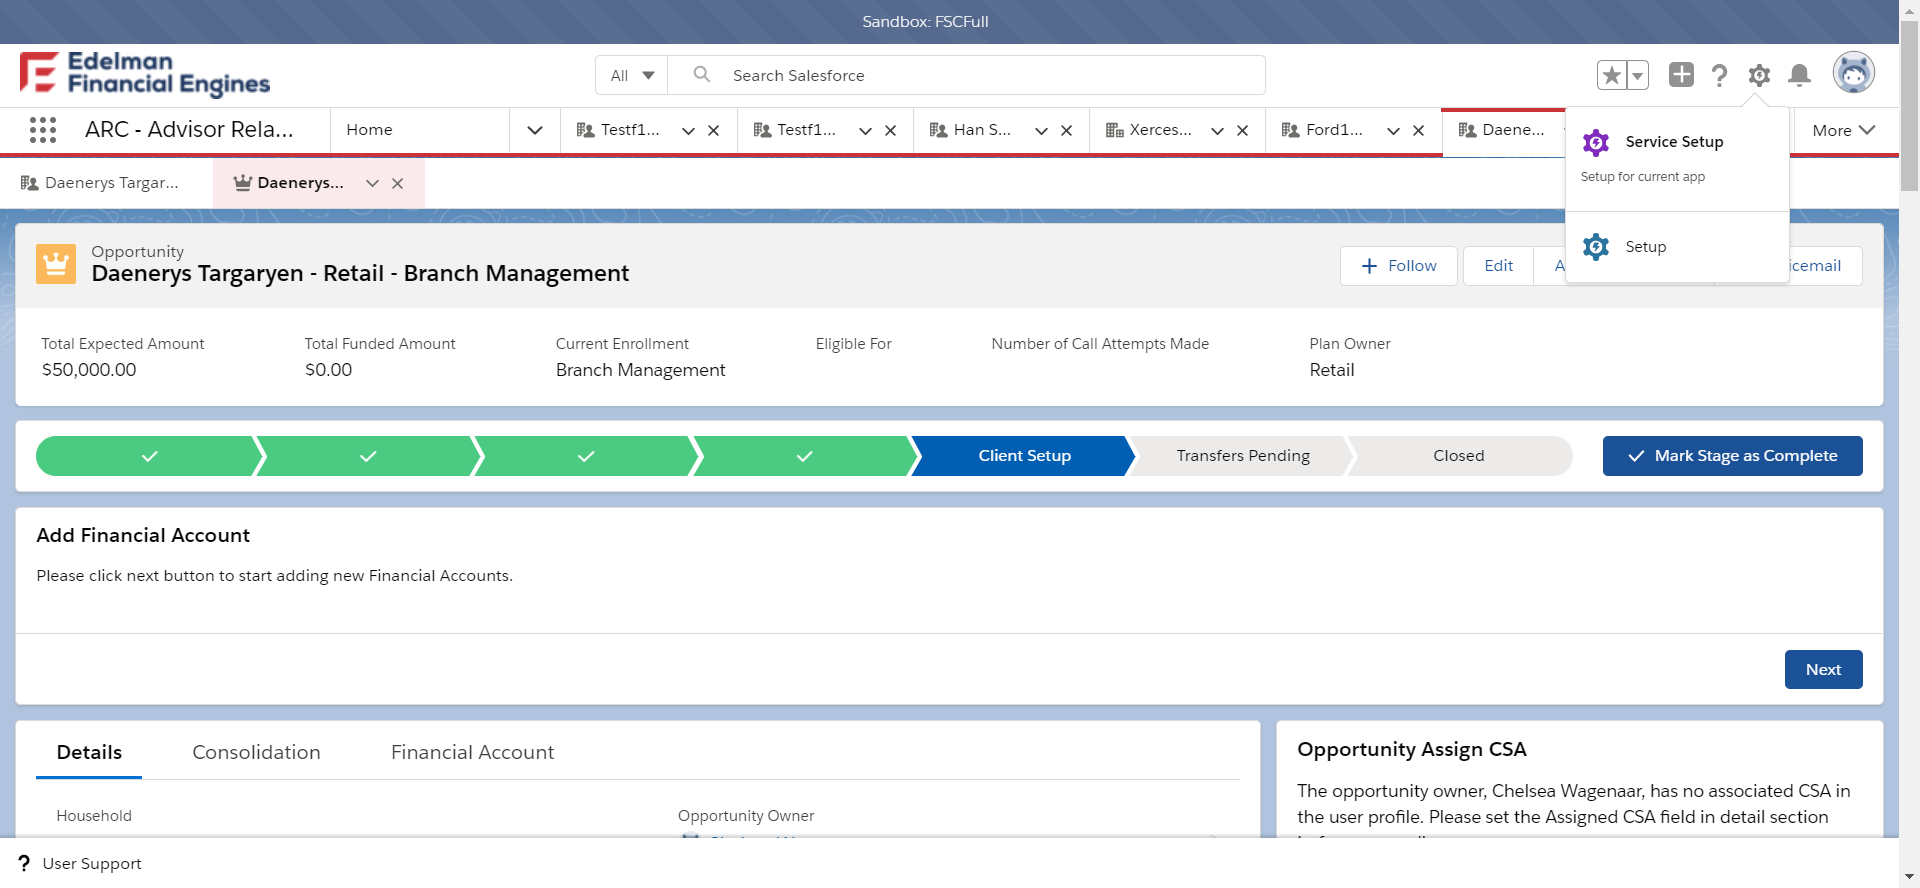 Sandbox: FSCFull
Edelman
Financial Engines
All
Search Salesforce
ARC - Advisor Rela...
Home
Testf1...
Testf1...
Han S...
Xerces...
Ford1...
Daene...
More
Service Setup
Setup for current app
Setup
Daenerys Targar...
Daenerys...
Opportunity
Daenerys Targaryen - Retail - Branch Management
Follow
Edit
A
icemail
Total Expected Amount
$50,000.00
Total Funded Amount
$0.00
Current Enrollment
Branch Management
Eligible For
Number of Call Attempts Made
Plan Owner
Retail
Client Setup
Transfers Pending
Closed
Mark Stage as Complete
Add Financial Account
Please click next button to start adding new Financial Accounts.
Next
Details
Consolidation
Financial Account
Household
Opportunity Owner
Opportunity Assign CSA
The opportunity owner, Chelsea Wagenaar, has no associated CSA in
the user profile. Please set the Assigned CSA field in detail section
? User Support